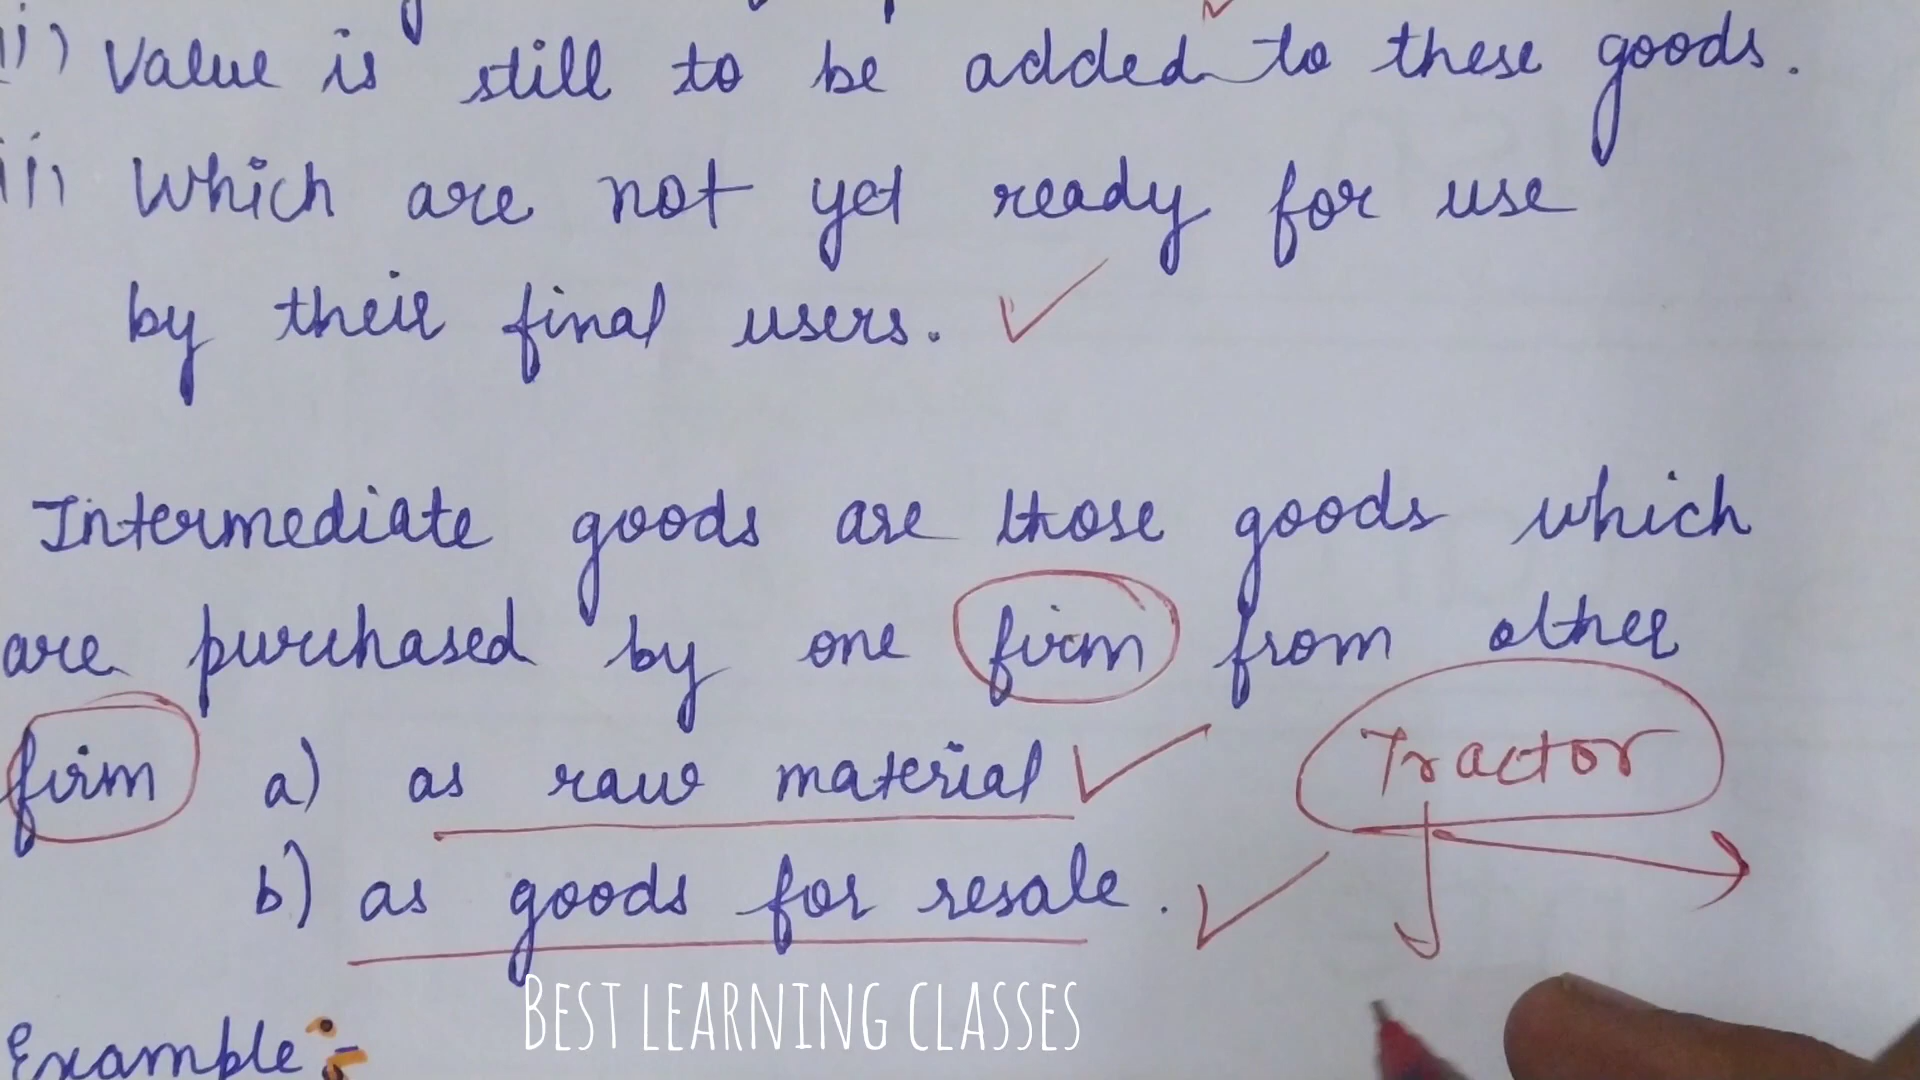 ii) Value is still to be added to these goods.
iii) Which are not yet ready for use
by their final users.
Intermediate goods are those goods which
are purchased by one firm from other
firm a) as raw material
Tractor
b) as goods for resale.
BEST LEARNING CLASSES
Example :-